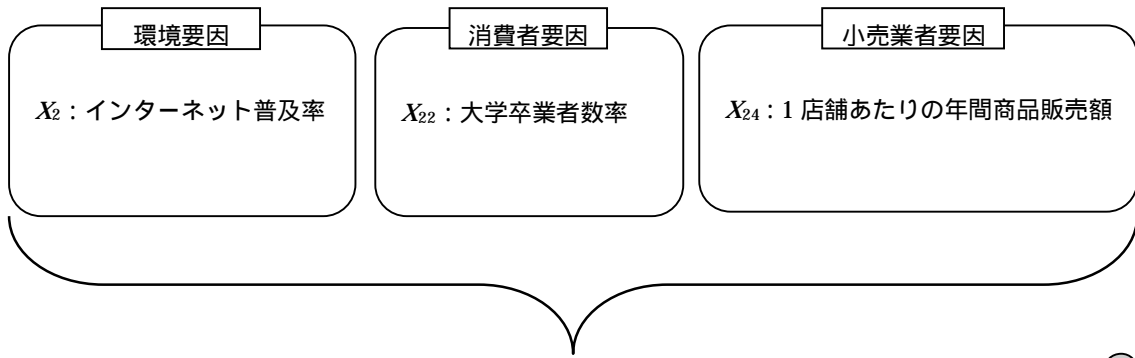 環境要因
消費者要因
小売業者要因
X2：インターネット普及率
X22：大学卒業者数率
X24：1 店舗あたりの年間商品販売額